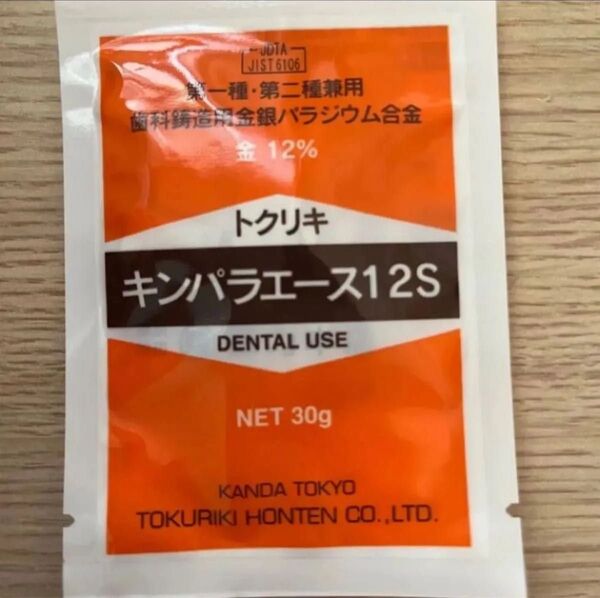 JDTA
JIST6106
第一種・第二種兼用
歯科鋳造用金銀パラジウム合金
金 12%
トクリキ
キンパラエース12S
DENTAL USE
NET 30g
KANDA TOKYO
TOKURIKI HONTEN CO.,LTD.